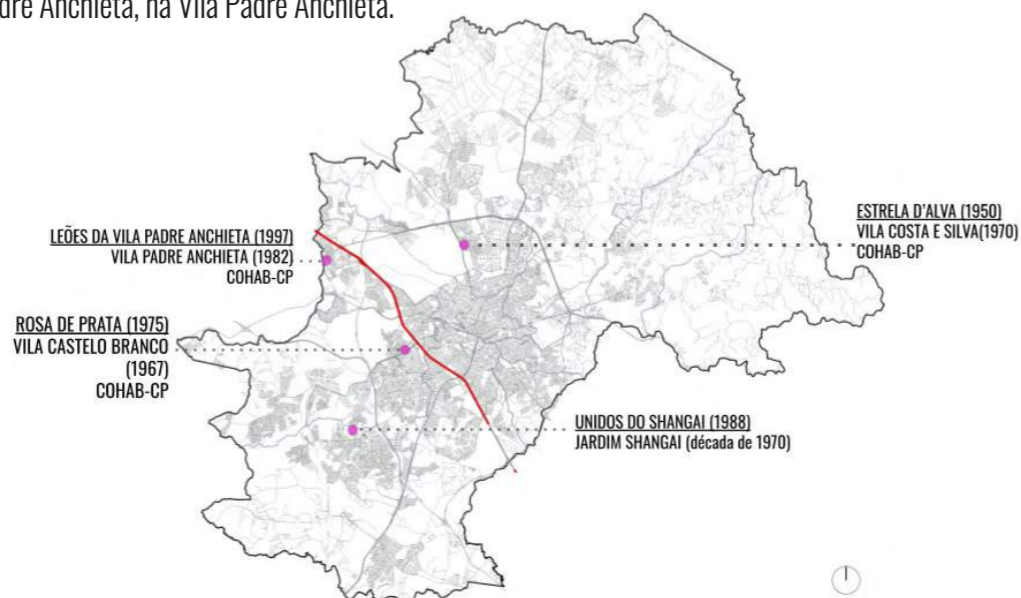 Padre Anchieta, na Vila Padre Anchieta.
LEÕES DA VILA PADRE ANCHIETA (1997)
VILA PADRE ANCHIETA (1982)
COHAB-CP
ROSA DE PRATA (1975)
VILA CASTELO BRANCO
(1967)
COHAB-CP
ESTRELA D'ALVA (1950)
VILA COSTA E SILVA(1970)
COHAB-CP
UNIDOS DO SHANGAI (1988)
JARDIM SHANGAI (década de 1970)